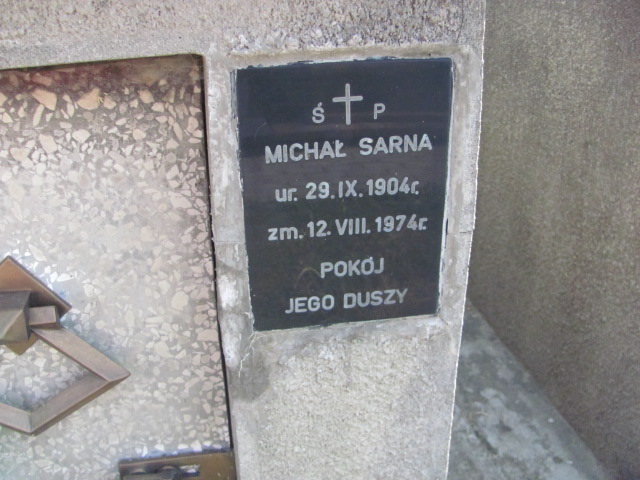 Ś P
MICHAŁ SARNA
ur. 29.IX.1904r.
zm. 12.VIII.1974r.
POKÓJ
JEGO DUSZY